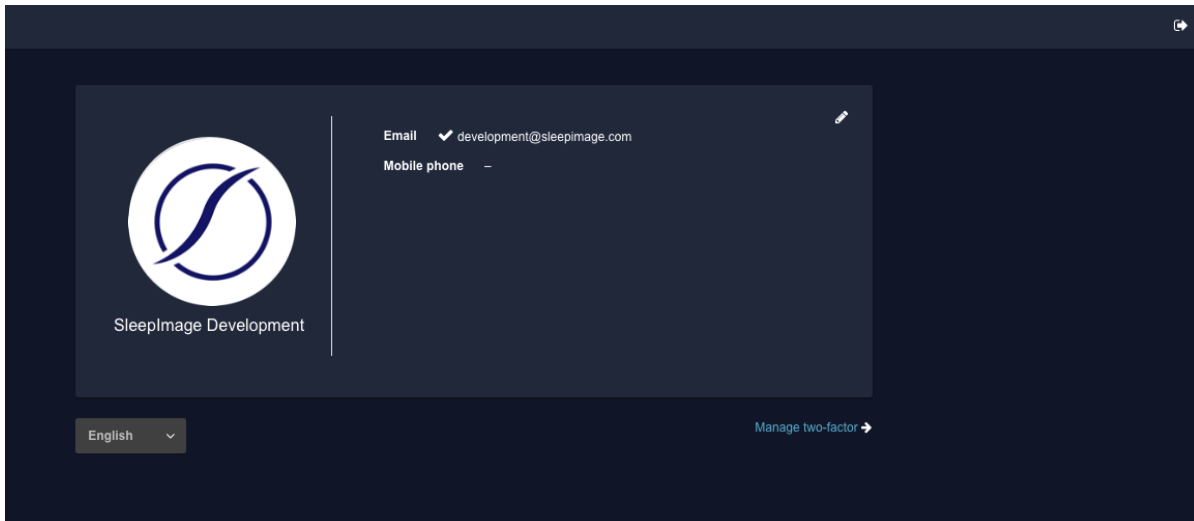 Email development@sleepimage.com
Mobile phone –
SleepImage Development
English
Manage two-factor